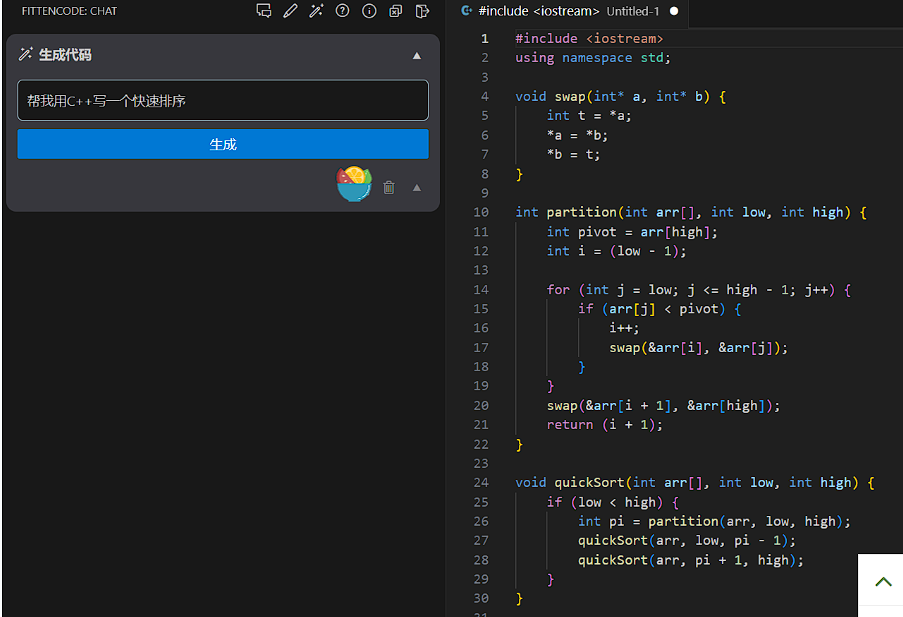 FITTENCODE: CHAT
生成代码
帮我用C++写一个快速排序
生成
#include <iostream> Untitled-1
1 #include <iostream>
2 using namespace std;
3
4 void swap(int* a, int* b) {
5 int t = *a;
6 *a = *b;
7 *b = t;
8 }
9
10 int partition(int arr[], int low, int high) {
11 int pivot = arr[high];
12 int i = (low - 1);
13
14 for (int j = low; j <= high - 1; j++) {
15 if (arr[j] < pivot) {
16 i++;
17 swap(&arr[i], &arr[j]);
18 }
19 }
20 swap(&arr[i + 1], &arr[high]);
21 return (i + 1);
22 }
23
24 void quickSort(int arr[], int low, int high) {
25 if (low < high) {
26 int pi = partition(arr, low, high);
27 quickSort(arr, low, pi - 1);
28 quickSort(arr, pi + 1, high);
29 }
30 }
31